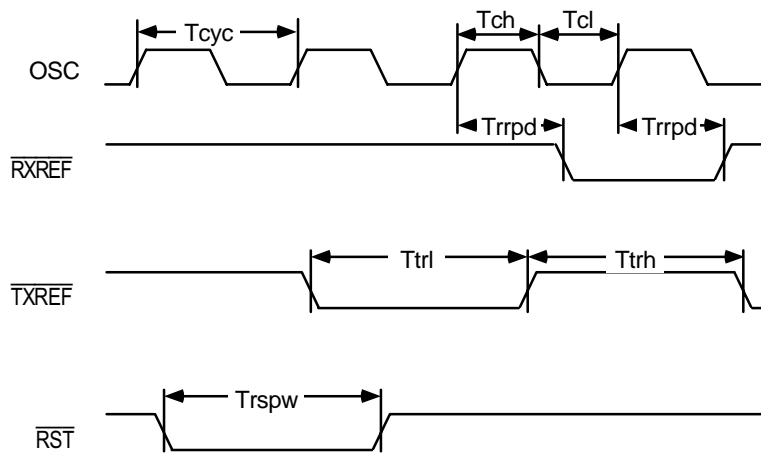 Tcyc Tch Tcl
OSC
Trrpd Trrpd
RXREF
Ttrl Ttrh
TXREF
Trspw
RST